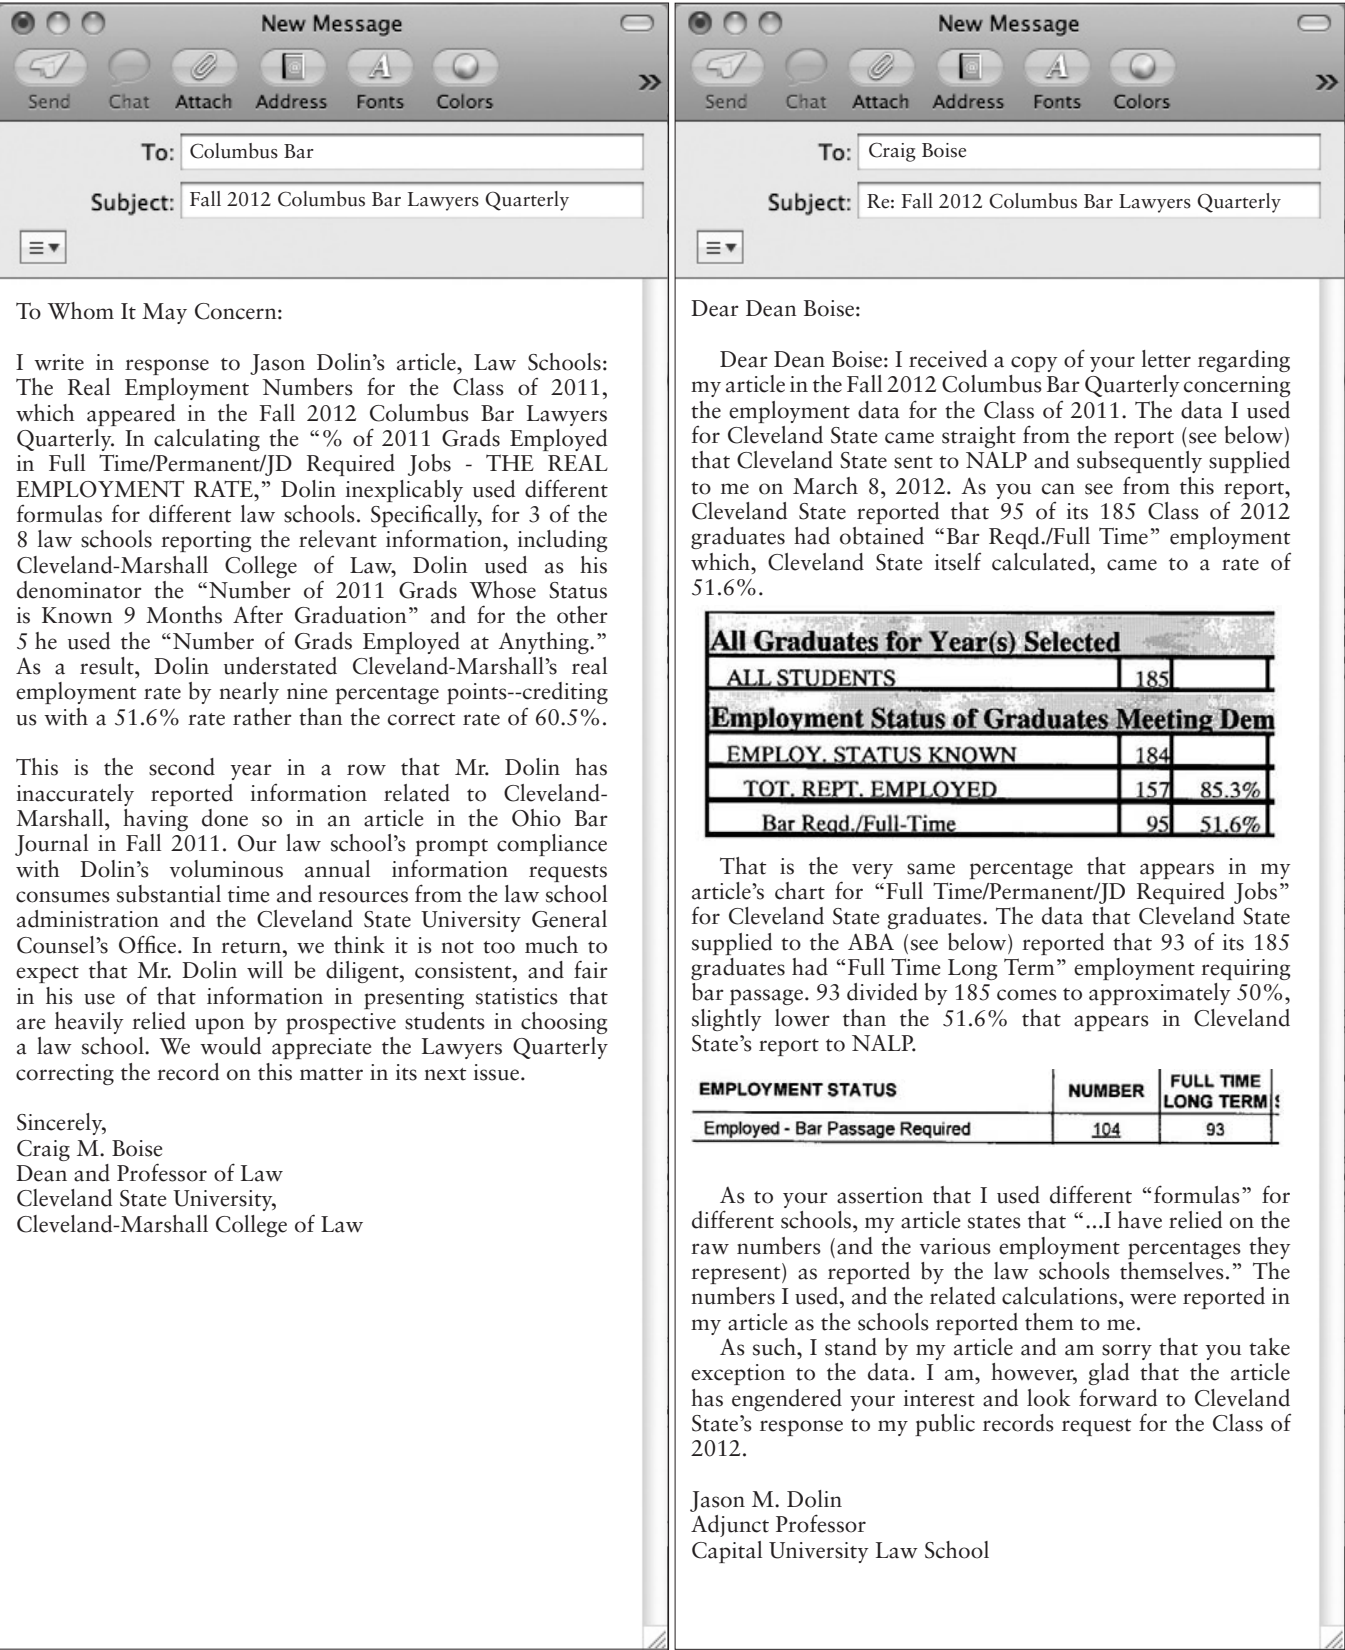 New Message
Send Chat Attach Address Fonts Colors
To: Columbus Bar
Subject: Fall 2012 Columbus Bar Lawyers Quarterly
To Whom It May Concern:
I write in response to Jason Dolin's article, Law Schools:
The Real Employment Numbers for the Class of 2011,
which appeared in the Fall 2012 Columbus Bar Lawyers
Quarterly. In calculating the “% of 2011 Grads Employed
in Full Time/Permanent/JD Required Jobs - THE REAL
EMPLOYMENT RATE,” Dolin inexplicably used different
formulas for different law schools. Specifically, for 3 of the
8 law schools reporting the relevant information, including
Cleveland-Marshall College of Law, Dolin used as his
denominator the “Number of 2011 Grads Whose Status
is Known 9 Months After Graduation” and for the other
5 he used the “Number of Grads Employed at Anything.”
As a result, Dolin understated Cleveland-Marshall's real
employment rate by nearly nine percentage points--crediting
us with a 51.6% rate rather than the correct rate of 60.5%.
This is the second year in a row that Mr. Dolin has
inaccurately reported information related to Cleveland-
Marshall, having done so in an article in the Ohio Bar
Journal in Fall 2011. Our law school's prompt compliance
with Dolin's voluminous annual information requests
consumes substantial time and resources from the law school
administration and the Cleveland State University General
Counsel's Office. In return, we think it is not too much to
expect that Mr. Dolin will be diligent, consistent, and fair
in his use of that information in presenting statistics that
are heavily relied upon by prospective students in choosing
a law school. We would appreciate the Lawyers Quarterly
correcting the record on this matter in its next issue.
Sincerely,
Craig M. Boise
Dean and Professor of Law
Cleveland State University,
Cleveland-Marshall College of Law
New Message
Send Chat Attach Address Fonts Colors
To: Craig Boise
Subject: Re: Fall 2012 Columbus Bar Lawyers Quarterly
Dear Dean Boise:
Dear Dean Boise: I received a copy of your letter regarding
my article in the Fall 2012 Columbus Bar Quarterly concerning
the employment data for the Class of 2011. The data I used
for Cleveland State came straight from the report (see below)
that Cleveland State sent to NALP and subsequently supplied
to me on March 8, 2012. As you can see from this report,
Cleveland State reported that 95 of its 185 Class of 2012
graduates had obtained “Bar Reqd./Full Time” employment
which, Cleveland State itself calculated, came to a rate of
51.6%.
All Graduates for Year(s) Selected
ALL STUDENTS 185
Employment Status of Graduates Meeting Dem
EMPLOY. STATUS KNOWN 184
TOT. REPT. EMPLOYED 157 85.3%
Bar Reqd./Full-Time 95 51.6%
That is the very same percentage that appears in my
article's chart for “Full Time/Permanent/JD Required Jobs”
for Cleveland State graduates. The data that Cleveland State
supplied to the ABA (see below) reported that 93 of its 185
graduates had “Full Time Long Term” employment requiring
bar passage. 93 divided by 185 comes to approximately 50%,
slightly lower than the 51.6% that appears in Cleveland
State's report to NALP.
EMPLOYMENT STATUS NUMBER FULL TIME
LONG TERM
Employed - Bar Passage Required 104 93
As to your assertion that I used different “formulas” for
different schools, my article states that “...I have relied on the
raw numbers (and the various employment percentages they
represent) as reported by the law schools themselves.” The
numbers I used, and the related calculations, were reported in
my article as the schools reported them to me.
As such, I stand by my article and am sorry that you take
exception to the data. I am, however, glad that the article
has engendered your interest and look forward to Cleveland
State's response to my public records request for the Class of
2012.
Jason M. Dolin
Adjunct Professor
Capital University Law School